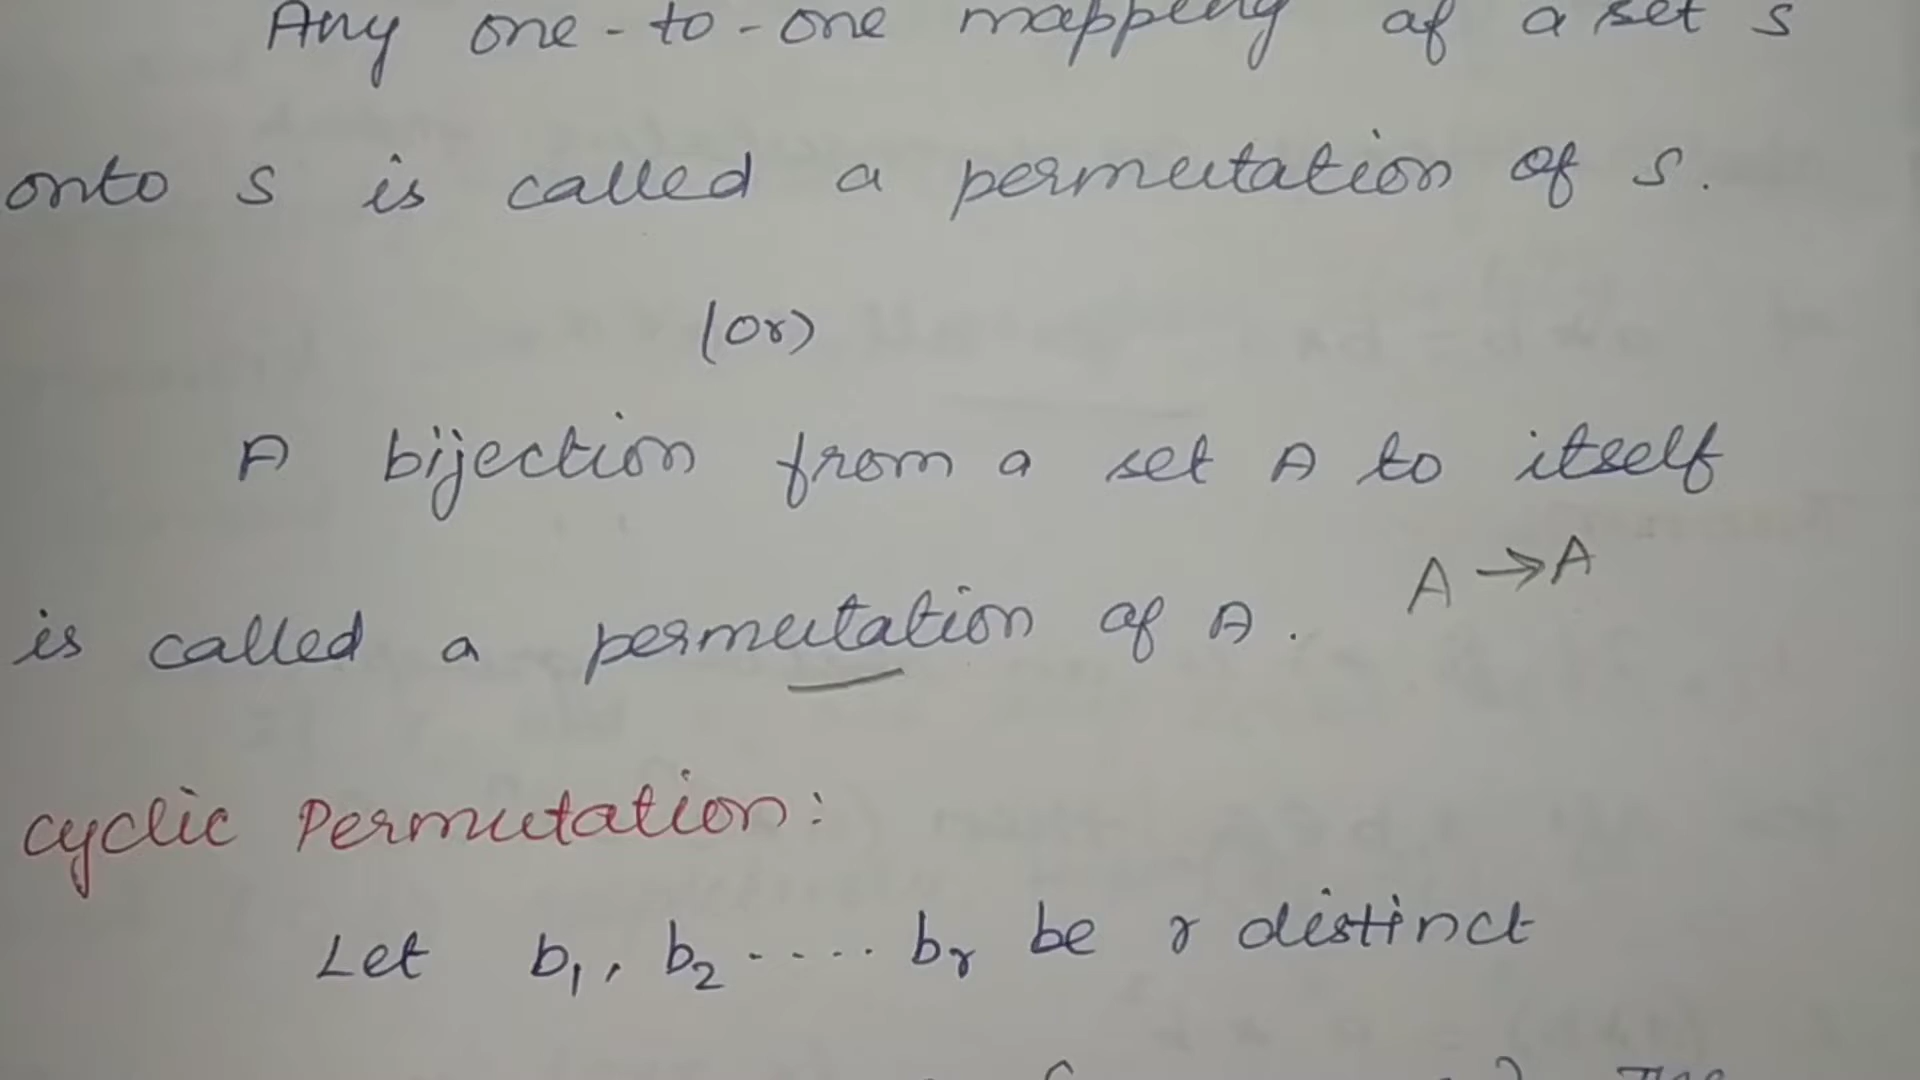 Any one-to-one mapping of a set s
onto s is called a permutation of s.
(or)
A bijection from a set A to itself
is called a permutation of A. A → A
cyclic Permutation:
Let b₁, b₂ ..... bᵣ be r distinct